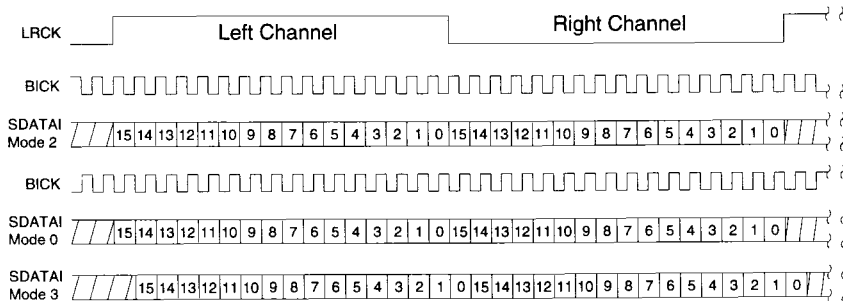 LRCK Left Channel Right Channel
BICK
SDATAI Mode 2 15 14 13 12 11 10 9 8 7 6 5 4 3 2 1 0 15 14 13 12 11 10 9 8 7 6 5 4 3 2 1 0
BICK
SDATAI Mode 0 15 14 13 12 11 10 9 8 7 6 5 4 3 2 1 0 15 14 13 12 11 10 9 8 7 6 5 4 3 2 1 0
SDATAI Mode 3 15 14 13 12 11 10 9 8 7 6 5 4 3 2 1 0 15 14 13 12 11 10 9 8 7 6 5 4 3 2 1 0